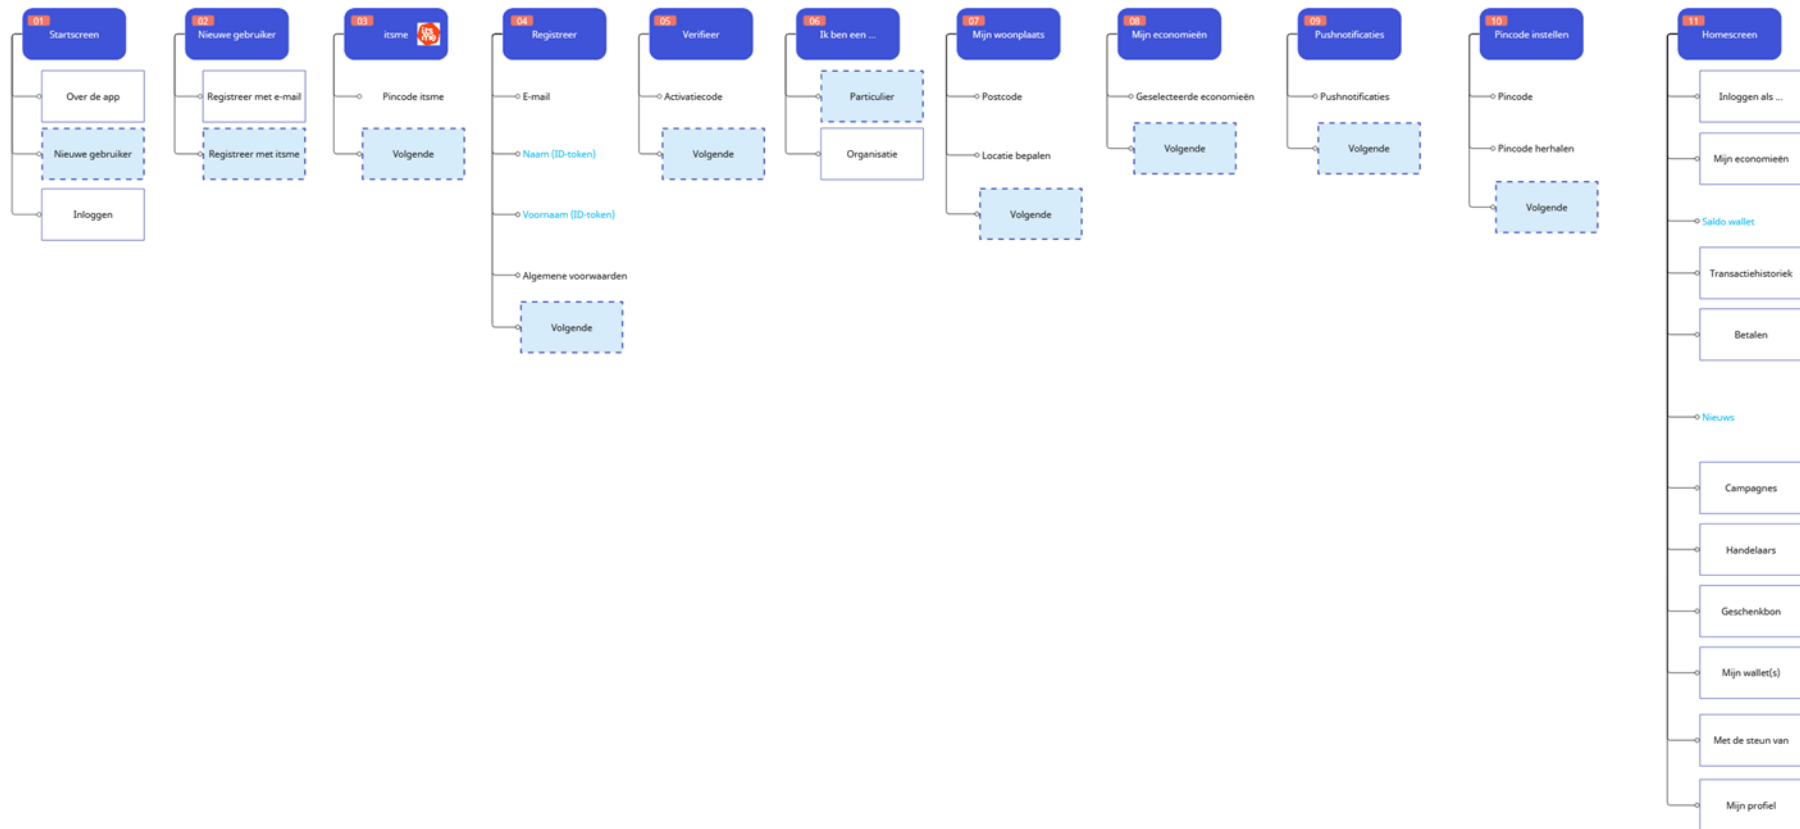 01
Startscreen
Over de app
Nieuwe gebruiker
Inloggen
02
Nieuwe gebruiker
Registreer met e-mail
Registreer met itsme
03
itsme
its
me
Pincode itsme
Volgende
04
Registreer
E-mail
Naam (ID-token)
Voornaam (ID-token)
Algemene voorwaarden
Volgende
05
Verifieer
Activatiecode
Volgende
06
Ik ben een ...
Particulier
Organisatie
07
Mijn woonplaats
Postcode
Locatie bepalen
Volgende
08
Mijn economieën
Geselecteerde economieën
Volgende
09
Pushnotificaties
Pushnotificaties
Volgende
10
Pincode instellen
Pincode
Pincode herhalen
Volgende
11
Homescreen
Inloggen als ...
Mijn economieën
Saldo wallet
Transactiehistoriek
Betalen
Nieuws
Campagnes
Handelaars
Geschenkbon
Mijn wallet(s)
Met de steun van
Mijn profiel